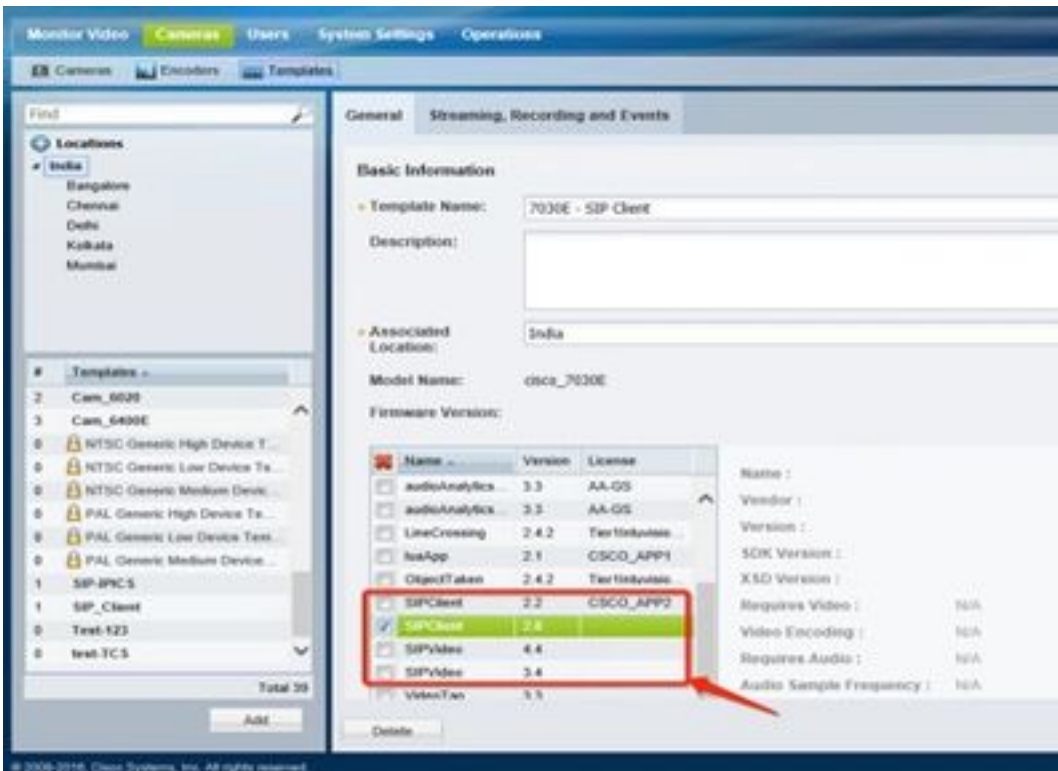 Monitor Video Cameras Users System Settings Operations
Cameras Encoders Templates
Find
Locations
India
Bangalore
Chennai
Delhi
Kolkata
Mumbai
# Templates
2 Cam_6020
3 Cam_6400E
0 NTSC Generic High Device T...
0 NTSC Generic Low Device Te...
0 NTSC Generic Medium Devic...
0 PAL Generic High Device Te...
0 PAL Generic Low Device Tem...
0 PAL Generic Medium Device...
1 SIP-IPICS
1 SIP_Client
0 Test-123
0 test-TCS
Total 39
Add
General Streaming, Recording and Events
Basic Information
Template Name: 7030E - SIP Client
Description:
Associated Location: India
Model Name: cisco_7030E
Firmware Version:
Name Version License
audioAnalytics... 3.3 AA-GS
audioAnalytics... 3.3 AA-GS
LineCrossing 2.4.2
luaApp 2.1 CSCO_APP1
ObjectTaken 2.4.2
SIPClient 2.2 CSCO_APP2
SIPClient 2.6
SIPVideo 4.4
SIPVideo 3.4
VideoTap 3.3
Name :
Vendor :
Version :
SDK Version :
XSD Version :
Requires Video : N/A
Video Encoding : N/A
Requires Audio : N/A
Audio Sample Frequency : N/A
Delete
© 2006-2016, Cisco Systems, Inc. All rights reserved.